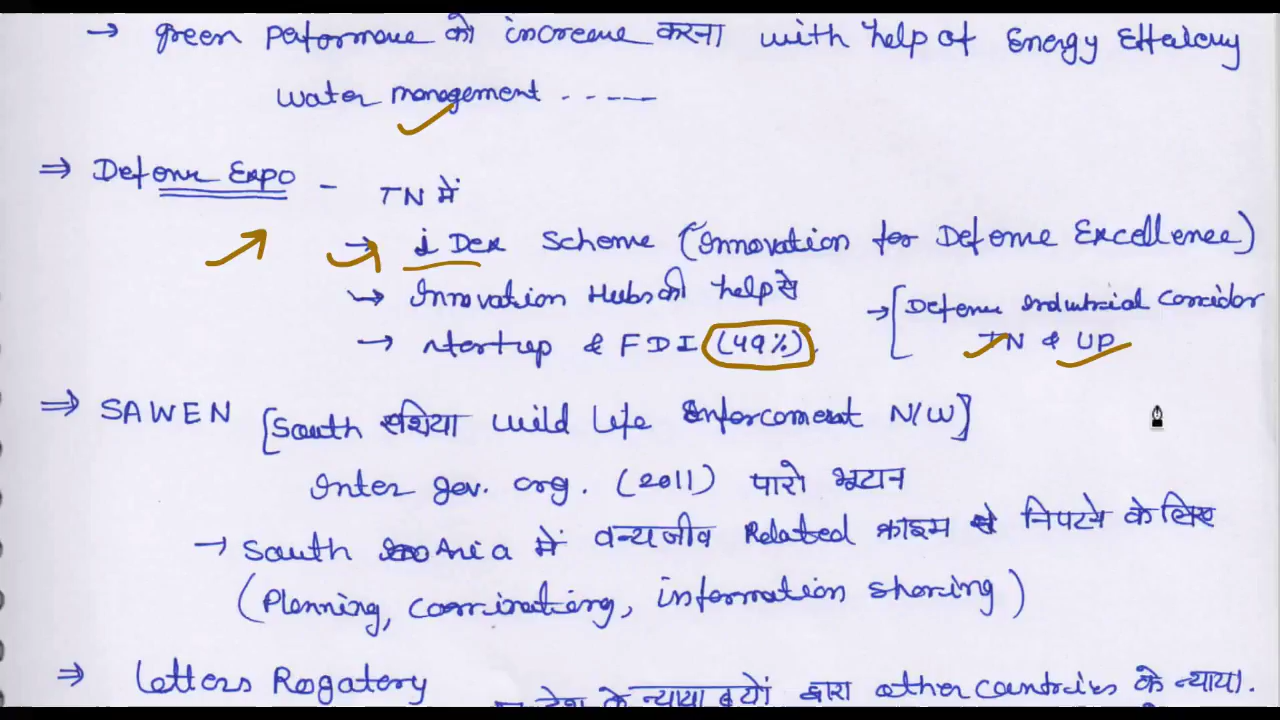 → green performance को increase करना with help of Energy Efficiency
Water management . . - ——
⇒ Defence Expo - TN में
→ iDex Scheme (Innovation for Defence Excellence)
→ Innovation Hubs की help से
→ startup & FDI (49%).
→ [Defence industrial Corridor
TN & UP
⇒ SAWEN [South एशिया Wild Life Enforcement N/W]
Inter gov. org. (2011) पारो भूटान
→ South Asia में वन्यजीव Related क्राइम से निपटने के लिए
(Planning, coordinating, information sharing)
⇒ Letters Rogatory
देश के न्यायालयों द्वारा other countries के न्याया.